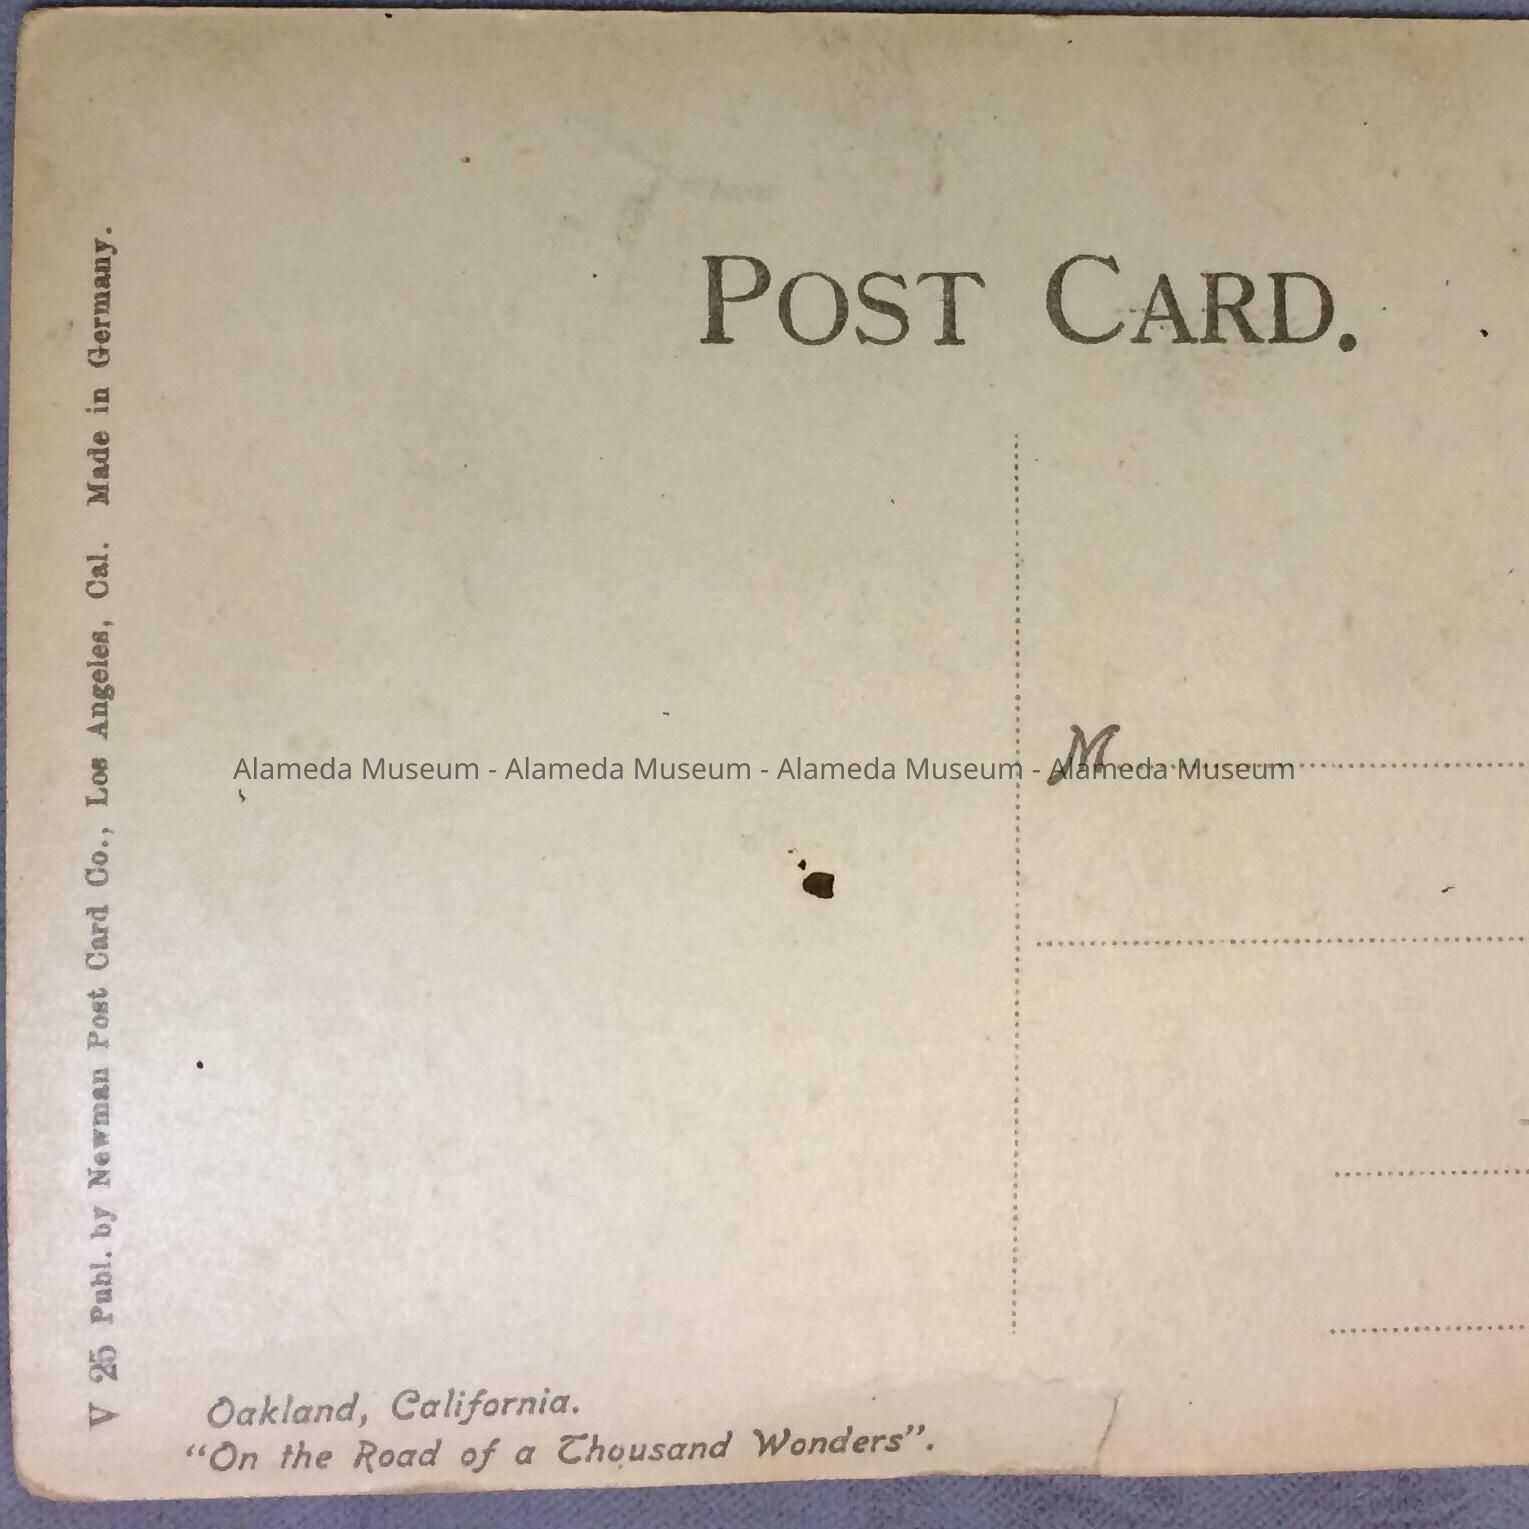 POST CARD.
V 25 Publ. by Newman Post Card Co., Los Angeles, Cal. Made in Germany.
M
Alameda Museum - Alameda Museum - Alameda Museum - Alameda Museum
Oakland, California.
"On the Road of a Thousand Wonders".